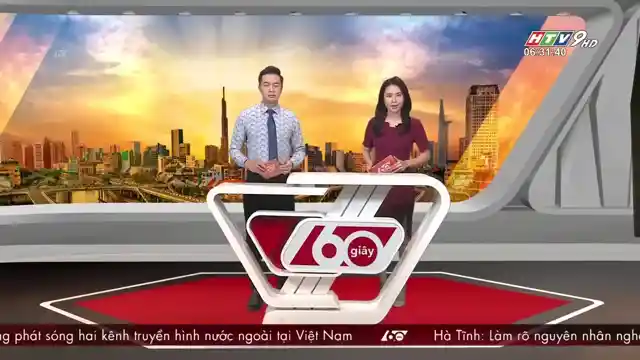 HTV9 HD
06:31:40
60
giây
ng phát sóng hai kênh truyền hình nước ngoài tại Việt Nam 60 Hà Tĩnh: Làm rõ nguyên nhân ngh